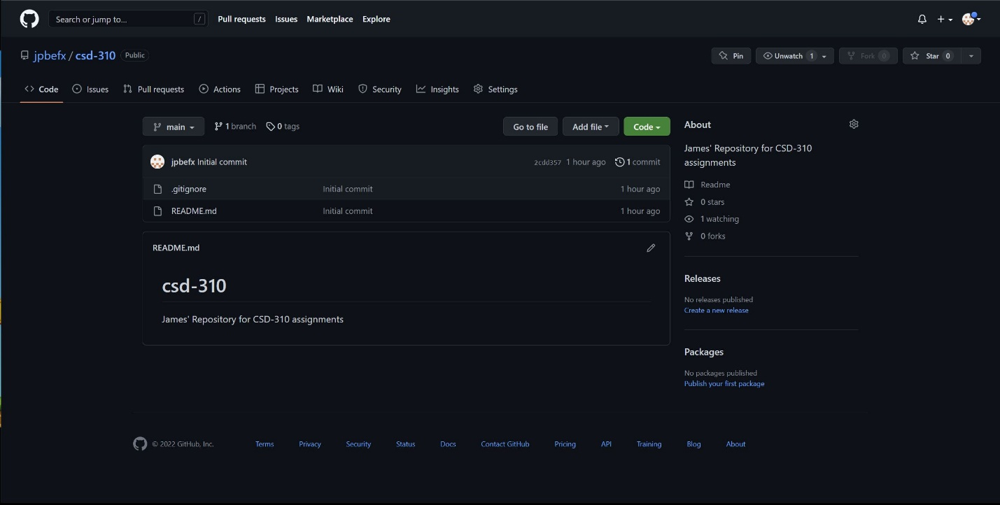 Search or jump to... /
Pull requests Issues Marketplace Explore
jpbefx / csd-310 Public
Pin Unwatch 1 Fork 0 Star 0
Code Issues Pull requests Actions Projects Wiki Security Insights Settings
main 1 branch 0 tags Go to file Add file Code
jpbefx Initial commit 2cdd357 1 hour ago 1 commit
.gitignore Initial commit 1 hour ago
README.md Initial commit 1 hour ago
README.md
csd-310
James' Repository for CSD-310 assignments
About
James' Repository for CSD-310
assignments
Readme
0 stars
1 watching
0 forks
Releases
No releases published
Create a new release
Packages
No packages published
Publish your first package
© 2022 GitHub, Inc. Terms Privacy Security Status Docs Contact GitHub Pricing API Training Blog About